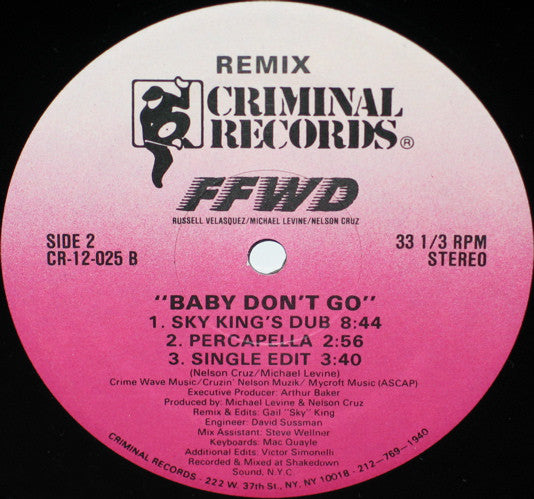 REMIX
CRIMINAL
RECORDS®
FFWD
RUSSELL VELASQUEZ/MICHAEL LEVINE/NELSON CRUZ
SIDE 2
CR-12-025 B
33 1/3 RPM
STEREO
"BABY DON'T GO"
1. SKY KING'S DUB 8:44
2. PERCAPELLA 2:56
3. SINGLE EDIT 3:40
(Nelson Cruz/Michael Levine)
Crime Wave Music/Cruzin' Nelson Muzik/ Mycroft Music (ASCAP)
Executive Producer: Arthur Baker
Produced by: Michael Levine & Nelson Cruz
Remix & Edits: Gail "Sky" King
Engineer: David Sussman
Mix Assistant: Steve Wellner
Keyboards: Mac Quayle
Additional Edits: Victor Simonelli
Recorded & Mixed at Shakedown
Sound, N.Y.C.
CRIMINAL RECORDS - 222 W. 37th St., NY, NY 10018 - 212-769-1940